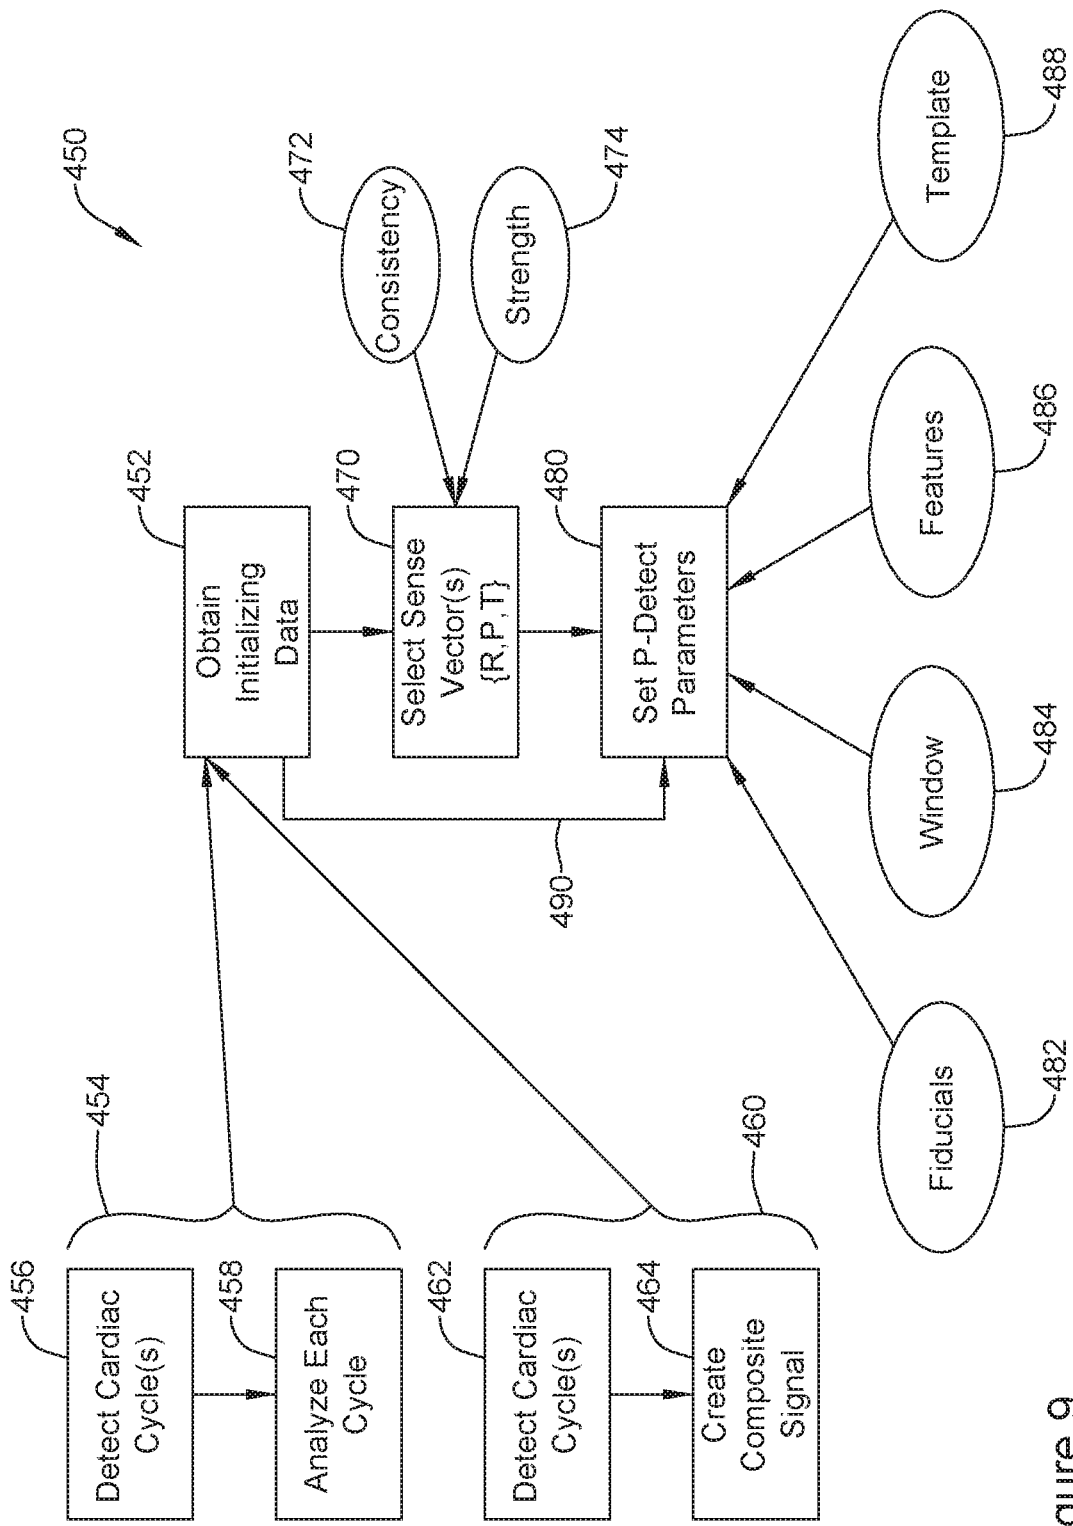 450
456
Detect Cardiac
Cycle(s)
458
Analyze Each
Cycle
454
462
Detect Cardiac
Cycle(s)
464
Create
Composite
Signal
460
452
Obtain
Initializing
Data
470
Select Sense
Vector(s)
{R,P,T}
472
Consistency
474
Strength
480
Set P-Detect
Parameters
490
Fiducials
482
Window
484
Features
486
Template
488
gure 9